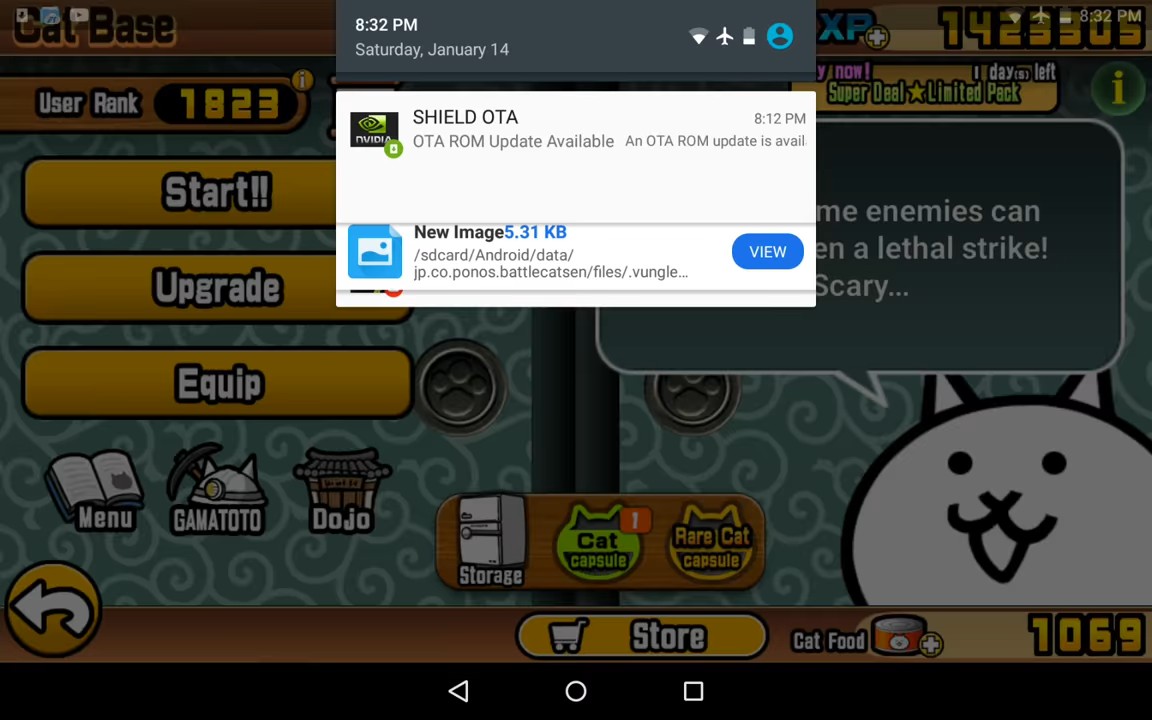 Cat Base
8:32 PM
Saturday, January 14
XP
1423305
8:32 PM
User Rank 1823
y now! 1 day(s) left
Super Deal★Limited Pack
SHIELD OTA 8:12 PM
NVIDIA
OTA ROM Update Available An OTA ROM update is avail
Start!!
me enemies can
en a lethal strike!
Scary...
New Image5.31 KB
/sdcard/Android/data/
jp.co.ponos.battlecatsen/files/.vungle...
VIEW
Upgrade
Equip
Menu
GAMATOTO
Dojo
Storage
Cat
capsule
1
Rare Cat
capsule
Store
Cat Food
1069